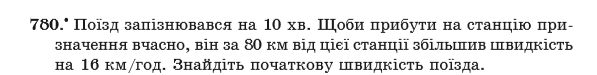 780.• Поїзд запізнювався на 10 хв. Щоби прибути на станцію при-
значення вчасно, він за 80 км від цієї станції збільшив швидкість
на 16 км/год. Знайдіть початкову швидкість поїзда.